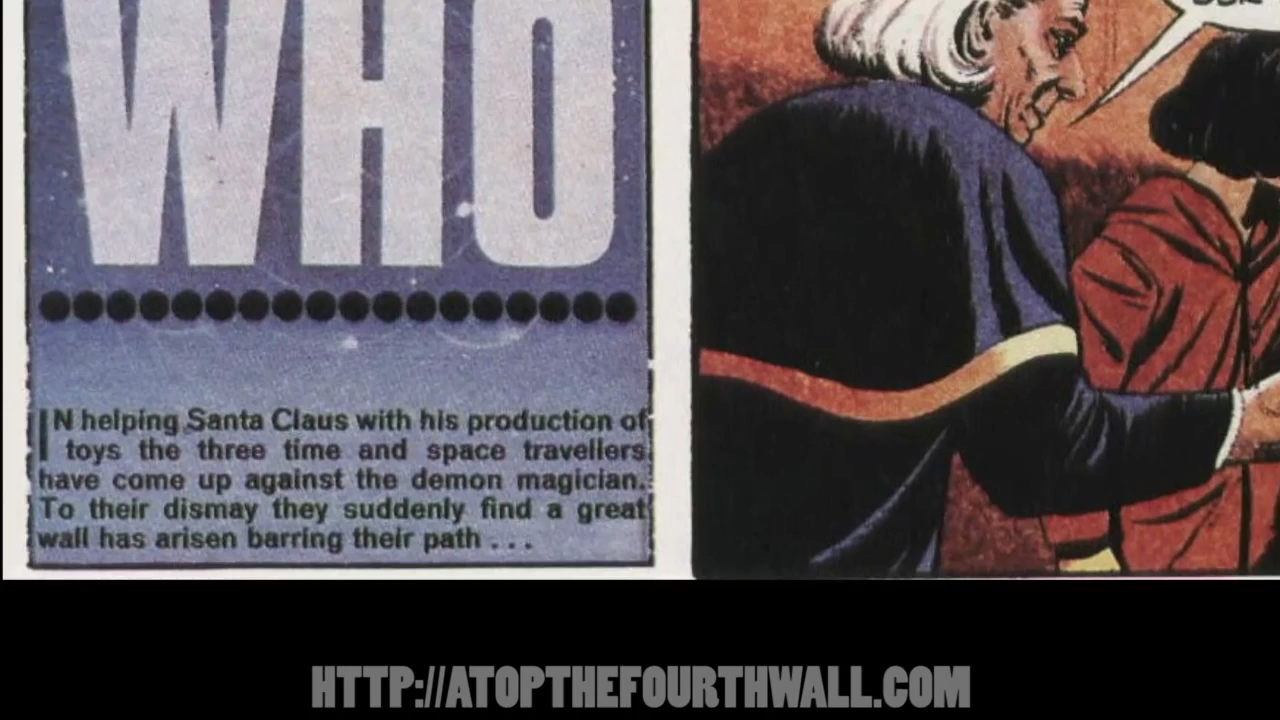 WHO
IN helping Santa Claus with his production of
toys the three time and space travellers
have come up against the demon magician.
To their dismay they suddenly find a great
wall has arisen barring their path . . .
HTTP://ATOPTHEFOURTHWALL.COM